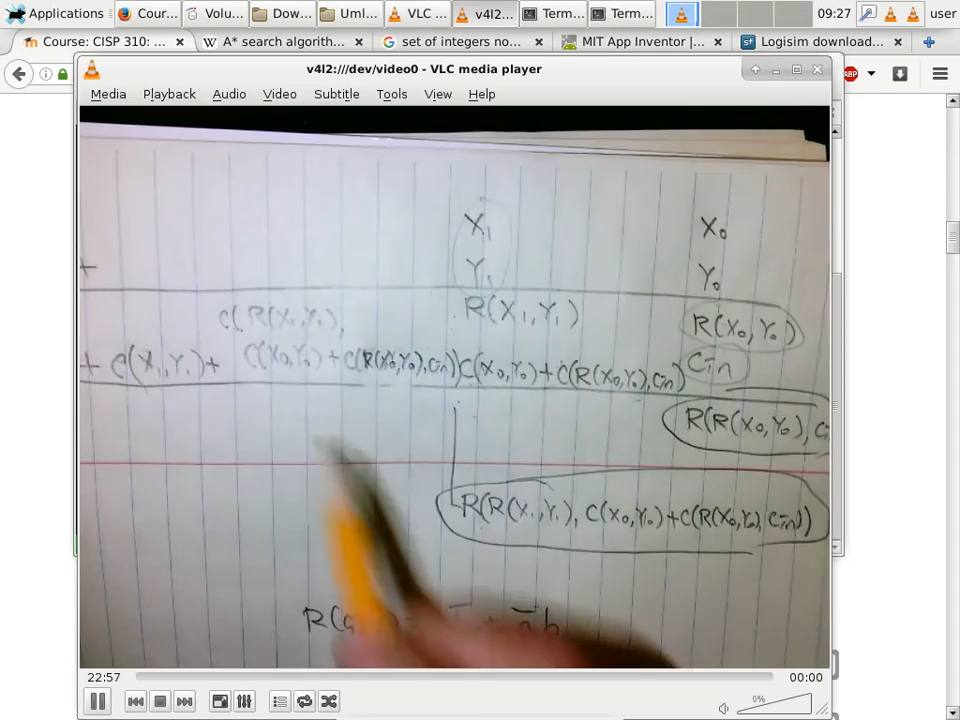 Applications
Cour...
Volu...
Dow...
Uml...
VLC ...
v4l2...
Term...
Term...
09:27
user
Course: CISP 310: ...
A* search algorith...
set of integers no...
MIT App Inventor |...
Logisim download...
v4l2:///dev/video0 - VLC media player
ABP
Media Playback Audio Video Subtitle Tools View Help
X₁ X₀
+ Y₁ Y₀
C(R(X₁,Y₁), R(X₁,Y₁) R(X₀,Y₀)
+ C(X₁,Y₁)+ C(X₀,Y₀)+C(R(X₀,Y₀),Cin)) C(X₀,Y₀)+C(R(X₀,Y₀),Cin) Cin
R(R(X₀,Y₀), C
R(R(X₁,Y₁), C(X₀,Y₀)+C(R(X₀,Y₀),Cin))
R(
22:57
00:00
0%